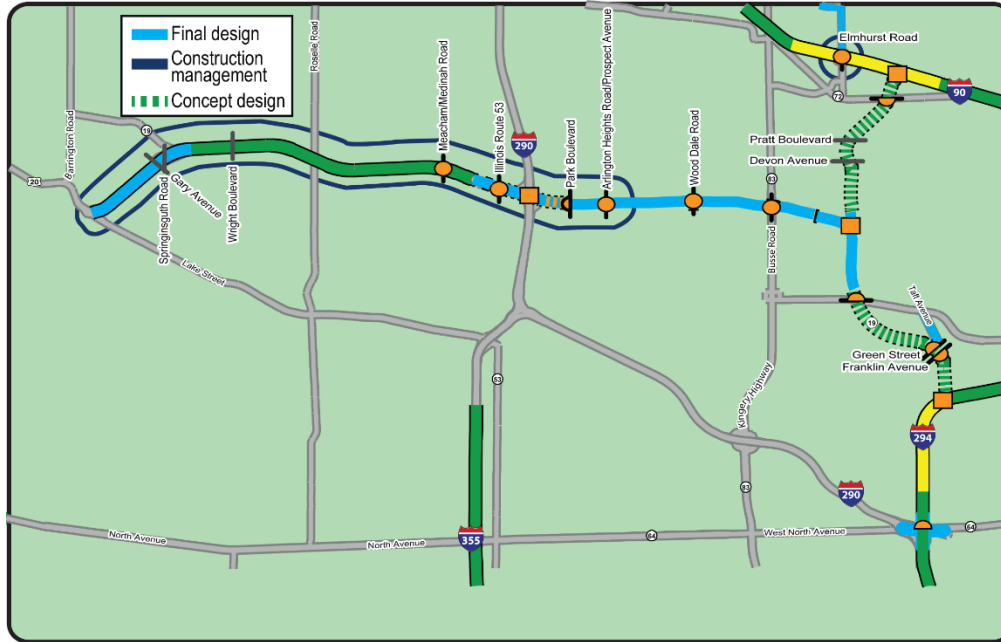 Final design
Construction
management
Concept design
Roselle Road
Elmhurst Road
90
72
Barrington Road
19
Meacham/Medinah Road
Illinois Route 53
290
Park Boulevard
Arlington Heights Road/Prospect Avenue
Wood Dale Road
Pratt Boulevard
Devon Avenue
83
20
Springinsguth Road
Gary Avenue
Wright Boulevard
Busse Road
Lake Street
Taft Avenue
19
Green Street
Franklin Avenue
53
Kingery Highway
294
83
290
North Avenue
355
North Avenue
64
West North Avenue
64